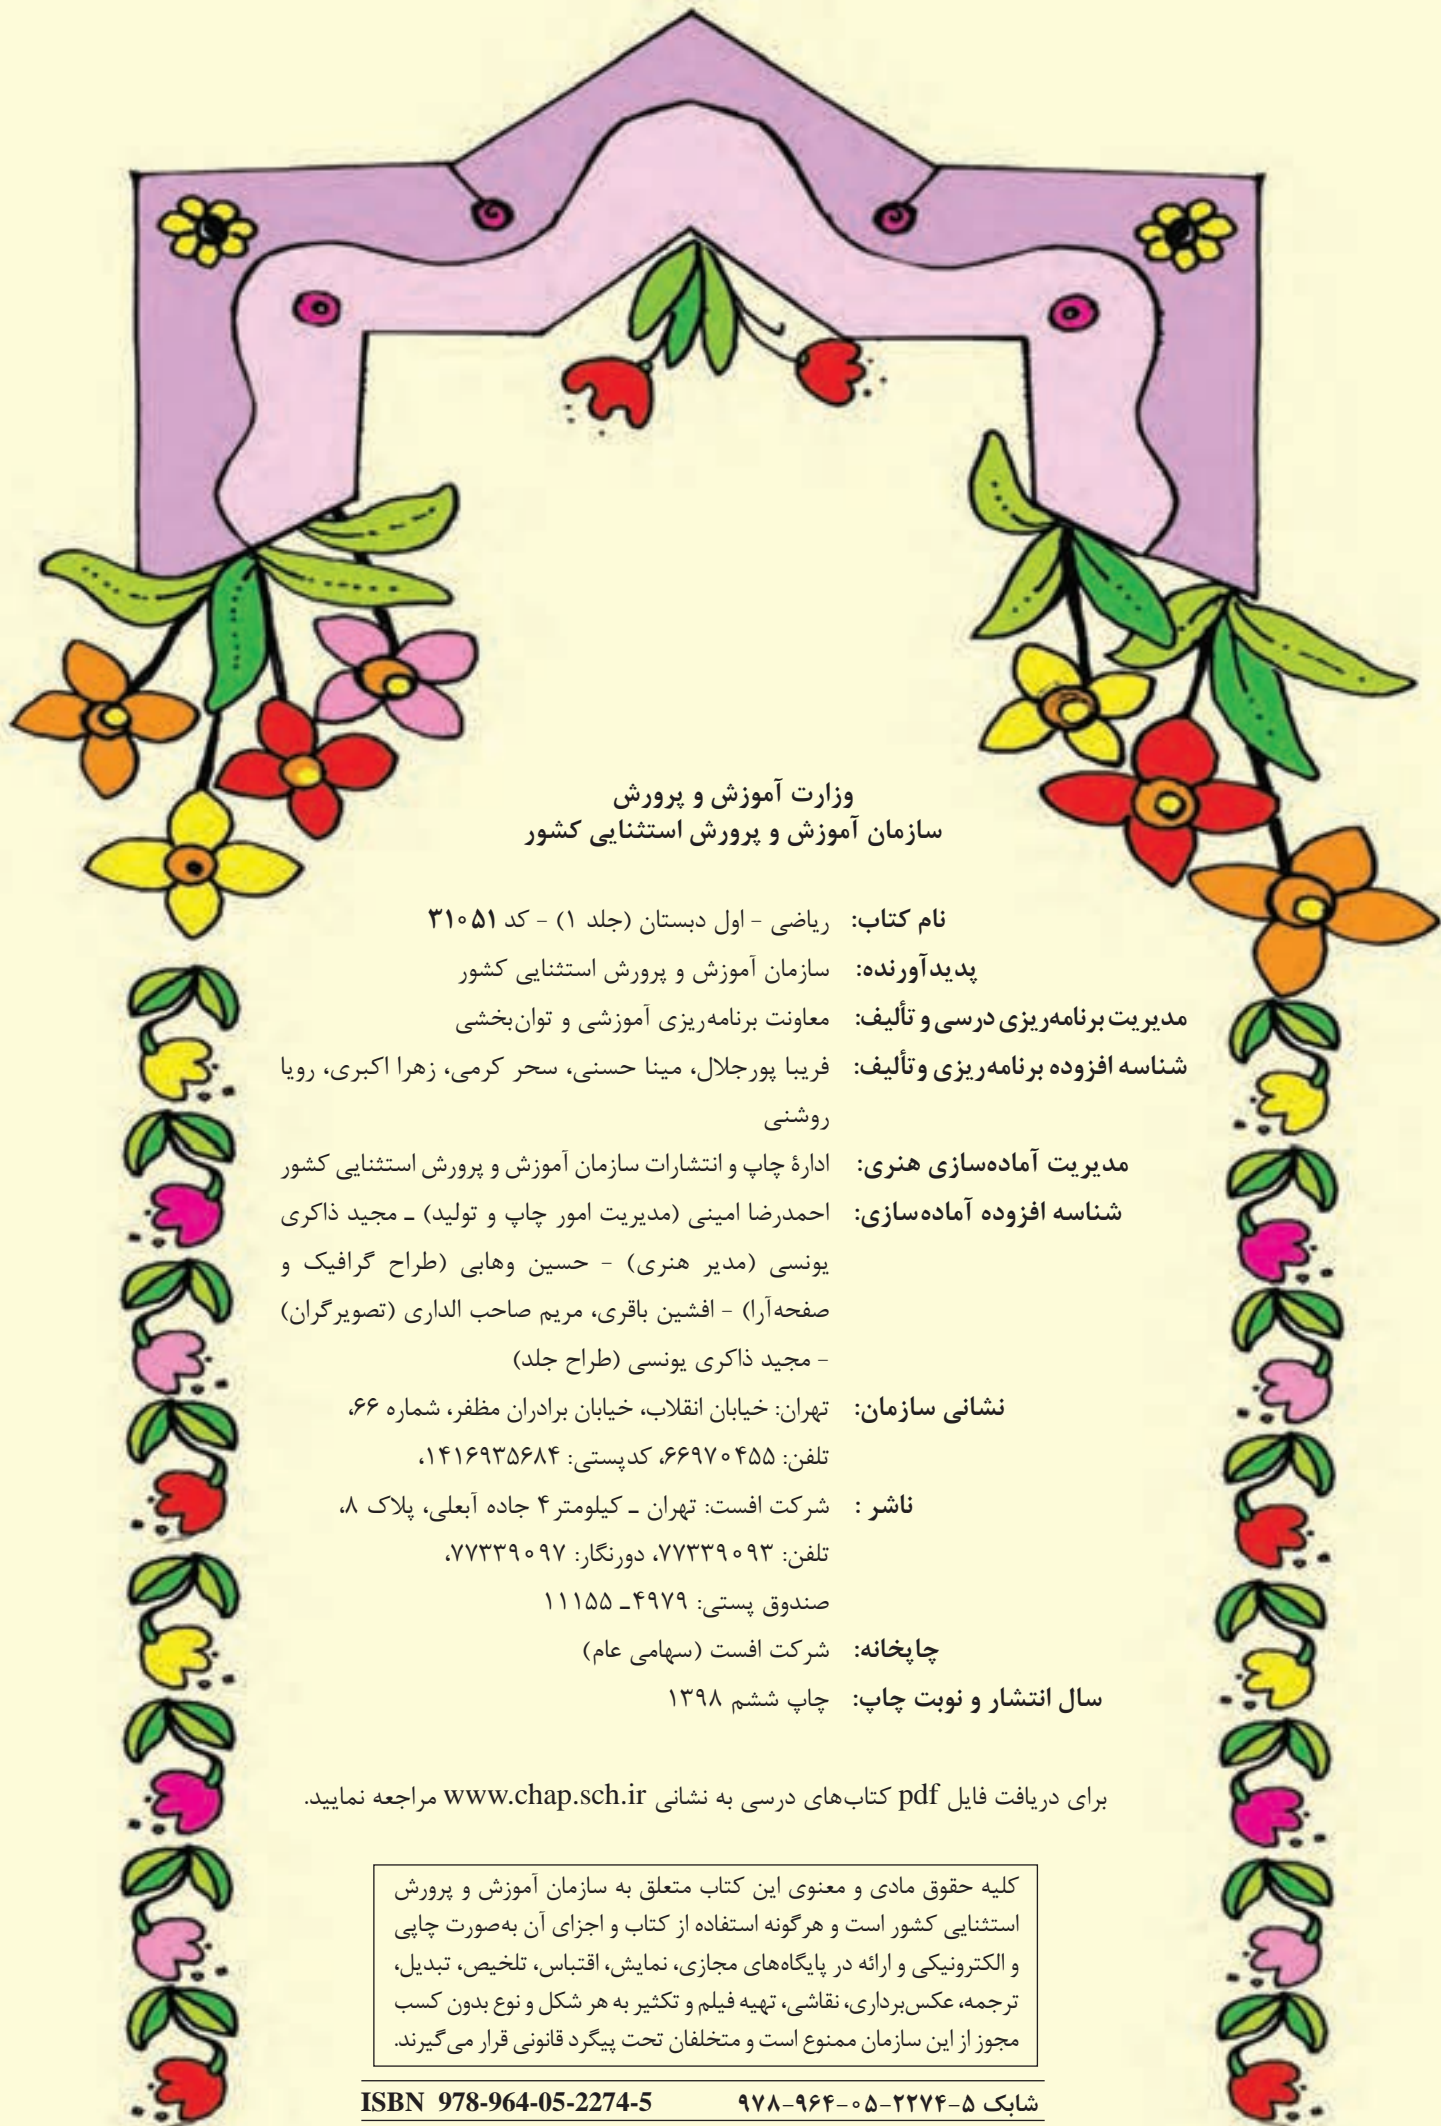 وزارت آموزش و پرورش
سازمان آموزش و پرورش استثنایی کشور
نام کتاب: ریاضی - اول دبستان (جلد ۱) - کد ۳۱۰۵۱
پدیدآورنده: سازمان آموزش و پرورش استثنایی کشور
مدیریت برنامه‌ریزی درسی و تألیف: معاونت برنامه‌ریزی آموزشی و توان‌بخشی
شناسه افزوده برنامه‌ریزی و تألیف: فریبا پورجلال، مینا حسنی، سحر کرمی، زهرا اکبری، رویا
روشنی
مدیریت آماده‌سازی هنری: ادارهٔ چاپ و انتشارات سازمان آموزش و پرورش استثنایی کشور
شناسه افزوده آماده‌سازی: احمدرضا امینی (مدیریت امور چاپ و تولید) ـ مجید ذاکری
یونسی (مدیر هنری) - حسین وهابی (طراح گرافیک و
صفحه‌آرا) - افشین باقری، مریم صاحب الداری (تصویرگران)
- مجید ذاکری یونسی (طراح جلد)
نشانی سازمان: تهران: خیابان انقلاب، خیابان برادران مظفر، شماره ۶۶،
تلفن: ۶۶۹۷۰۴۵۵، کدپستی: ۱۴۱۶۹۳۵۶۸۴،
ناشر : شرکت افست: تهران ـ کیلومتر ۴ جاده آبعلی، پلاک ۸،
تلفن: ۷۷۳۳۹۰۹۳، دورنگار: ۷۷۳۳۹۰۹۷،
صندوق پستی: ۴۹۷۹ـ ۱۱۱۵۵
چاپخانه: شرکت افست (سهامی عام)
سال انتشار و نوبت چاپ: چاپ ششم ۱۳۹۸
برای دریافت فایل pdf کتاب‌های درسی به نشانی www.chap.sch.ir مراجعه نمایید.
کلیه حقوق مادی و معنوی این کتاب متعلق به سازمان آموزش و پرورش
استثنایی کشور است و هرگونه استفاده از کتاب و اجزای آن به‌صورت چاپی
و الکترونیکی و ارائه در پایگاه‌های مجازی، نمایش، اقتباس، تلخیص، تبدیل،
ترجمه، عکس‌برداری، نقاشی، تهیه فیلم و تکثیر به هر شکل و نوع بدون کسب
مجوز از این سازمان ممنوع است و متخلفان تحت پیگرد قانونی قرار می‌گیرند.
شابک ۵-۲۲۷۴-۰۵-۹۶۴-۹۷۸ ISBN 978-964-05-2274-5